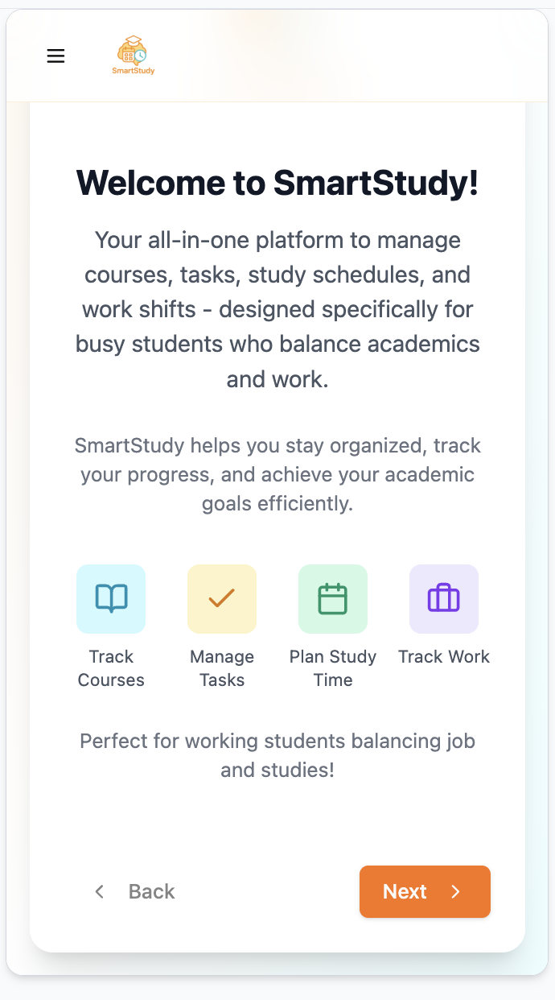 SmartStudy
Welcome to SmartStudy!
Your all-in-one platform to manage
courses, tasks, study schedules, and
work shifts - designed specifically for
busy students who balance academics
and work.
SmartStudy helps you stay organized, track
your progress, and achieve your academic
goals efficiently.
Track
Courses
Manage
Tasks
Plan Study
Time
Track Work
Perfect for working students balancing job
and studies!
Back
Next